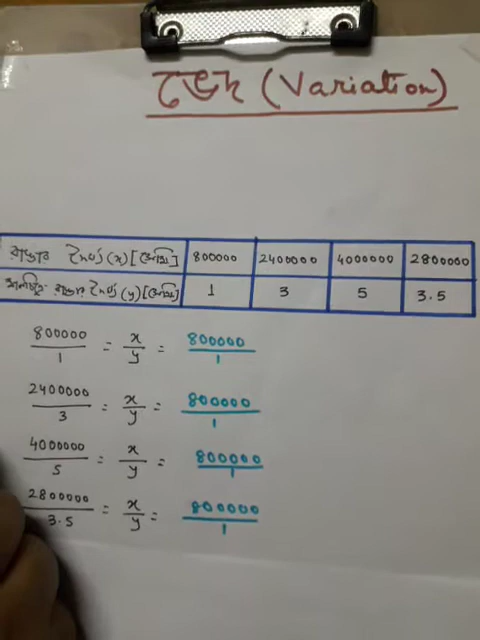 ভেদ (Variation)
রাস্তার দৈর্ঘ্য (x) [সেমি] 800000 2400000 4000000 2800000
রাস্তার দৈর্ঘ্য (y) [সেমি] 1 3 5 3.5
800000/1 = x/y = 800000/1
2400000/3 = x/y = 800000/1
4000000/5 = x/y = 800000/1
2800000/3.5 = x/y = 800000/1